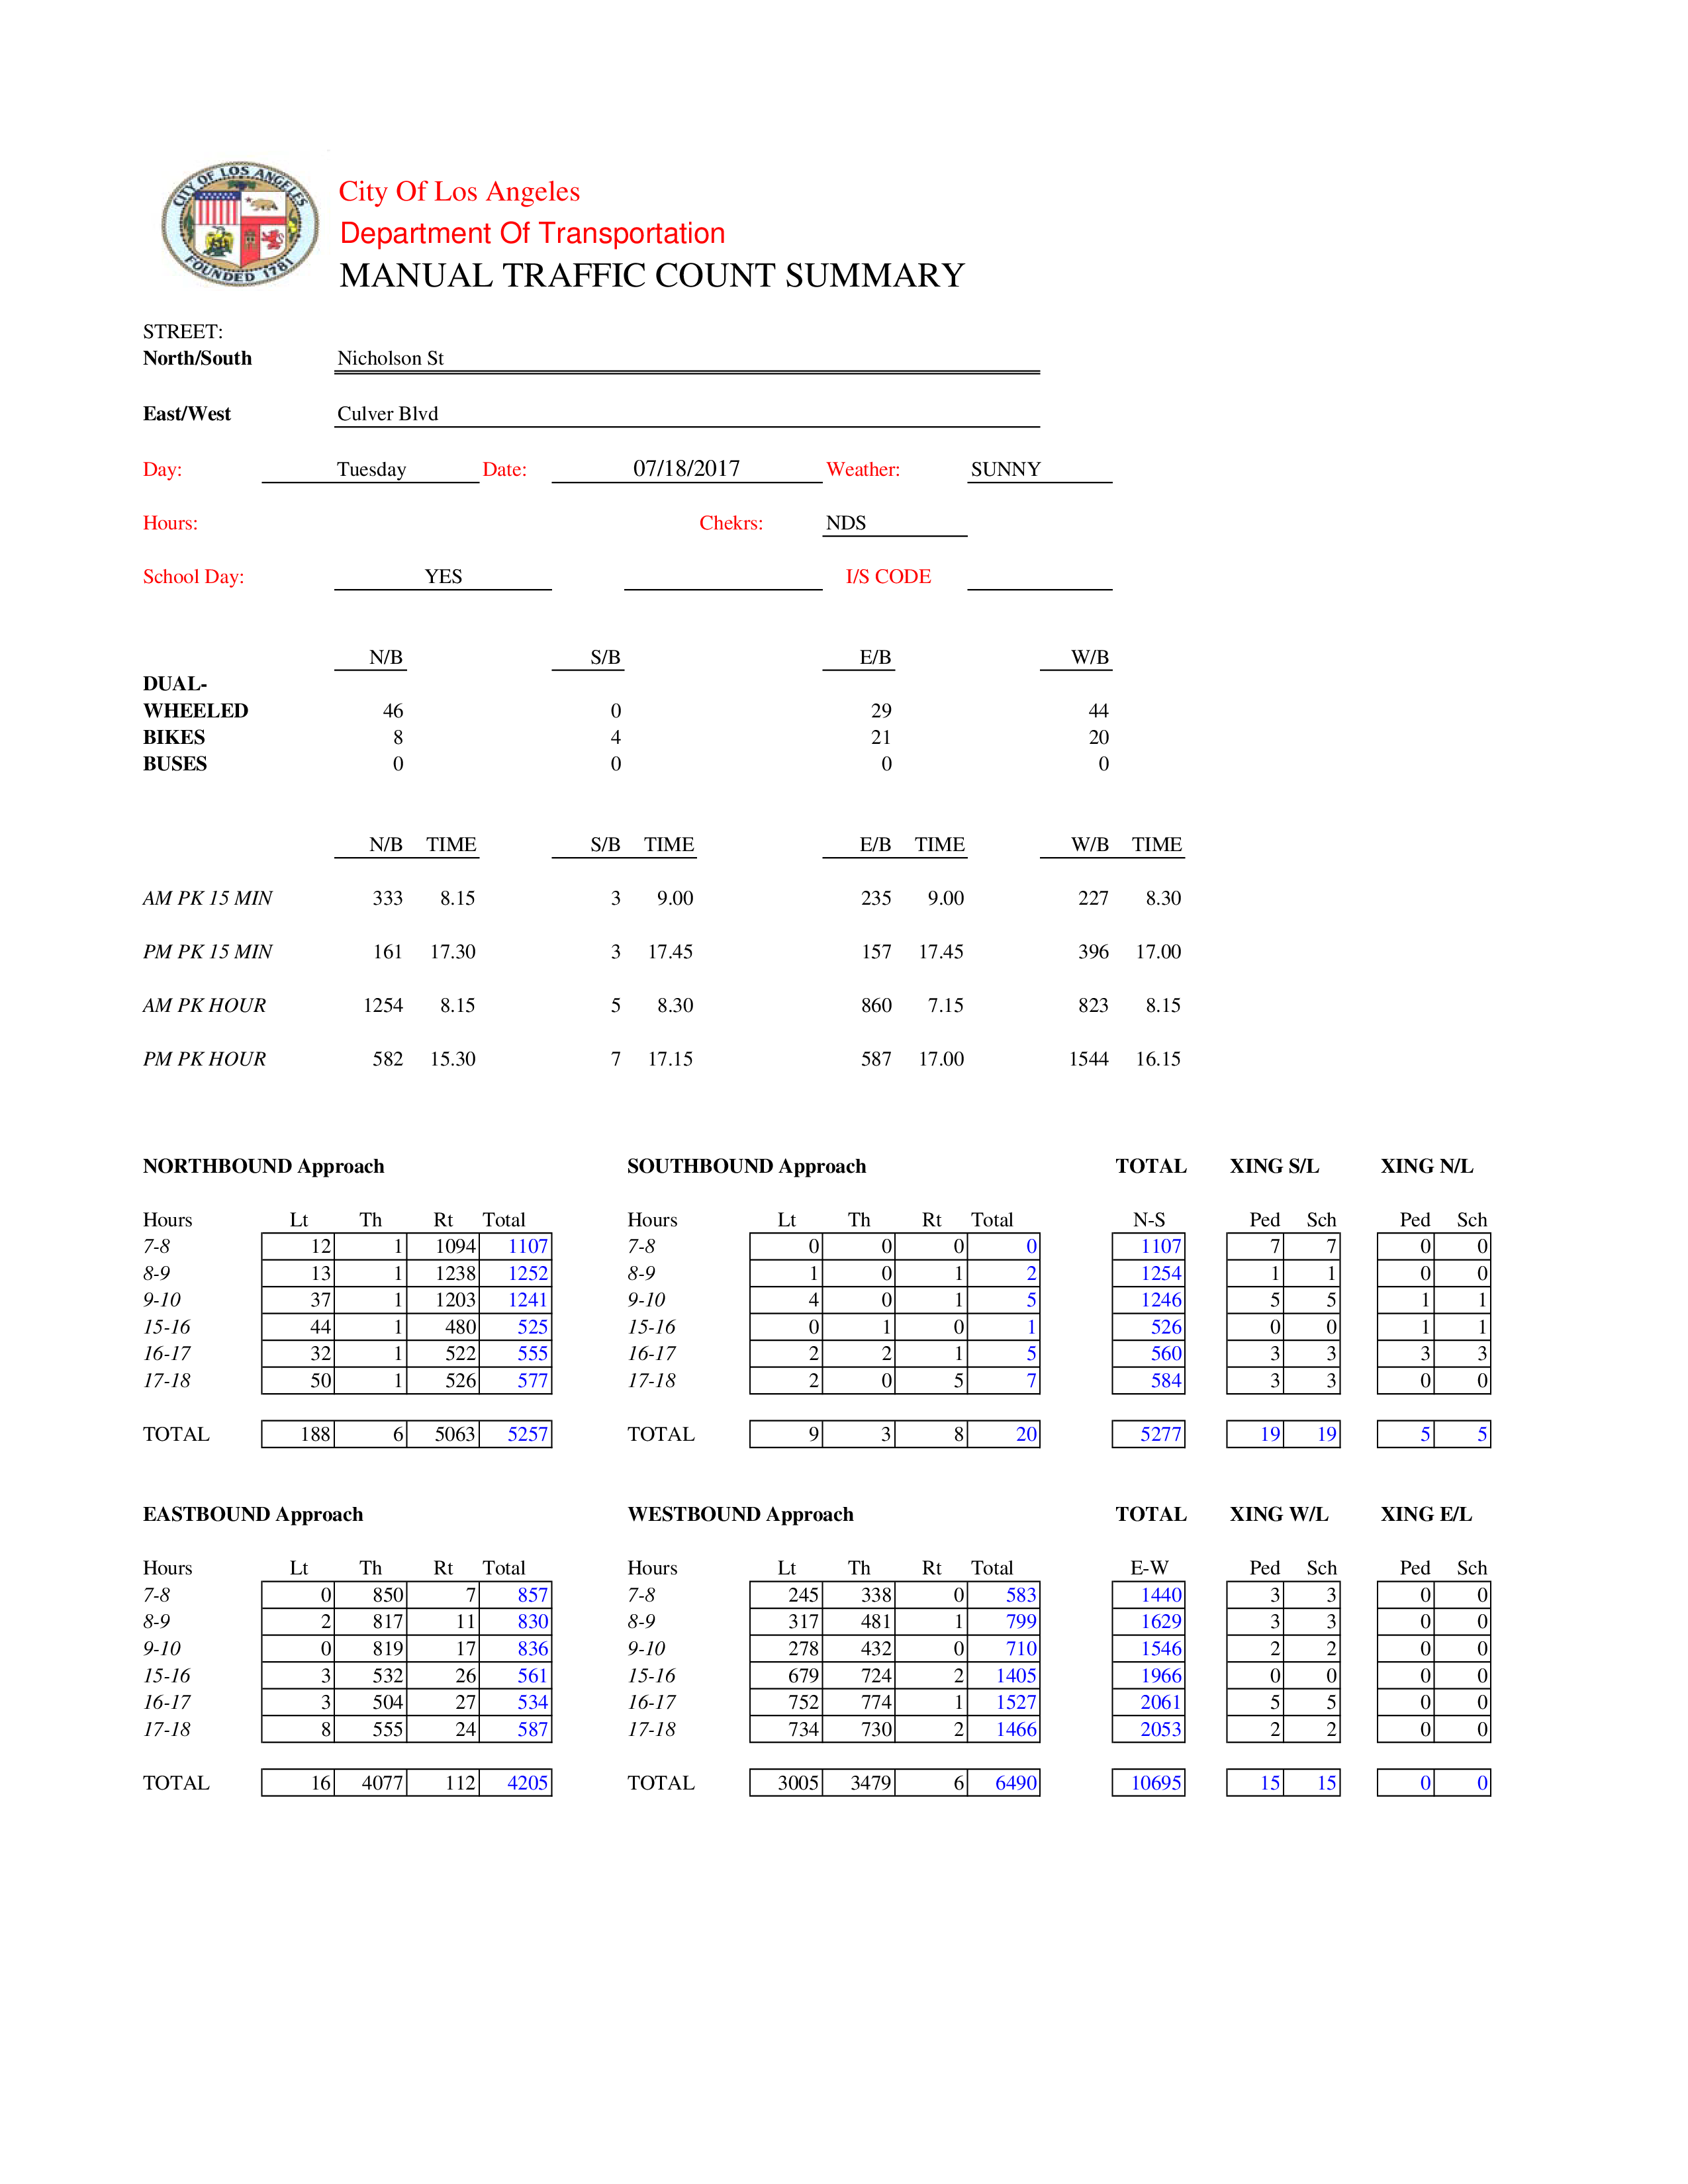 CITY OF LOS ANGELES
FOUNDED 1781
City Of Los Angeles
Department Of Transportation
MANUAL TRAFFIC COUNT SUMMARY
STREET:
North/South Nicholson St
East/West Culver Blvd
Day: Tuesday Date: 07/18/2017 Weather: SUNNY
Hours: Chekrs: NDS
School Day: YES I/S CODE
N/B S/B E/B W/B
DUAL-
WHEELED 46 0 29 44
BIKES 8 4 21 20
BUSES 0 0 0 0
N/B TIME S/B TIME E/B TIME W/B TIME
AM PK 15 MIN 333 8.15 3 9.00 235 9.00 227 8.30
PM PK 15 MIN 161 17.30 3 17.45 157 17.45 396 17.00
AM PK HOUR 1254 8.15 5 8.30 860 7.15 823 8.15
PM PK HOUR 582 15.30 7 17.15 587 17.00 1544 16.15
NORTHBOUND Approach SOUTHBOUND Approach TOTAL XING S/L XING N/L
Hours Lt Th Rt Total Hours Lt Th Rt Total N-S Ped Sch Ped Sch
7-8 12 1 1094 1107 7-8 0 0 0 0 1107 7 7 0 0
8-9 13 1 1238 1252 8-9 1 0 1 2 1254 1 1 0 0
9-10 37 1 1203 1241 9-10 4 0 1 5 1246 5 5 1 1
15-16 44 1 480 525 15-16 0 1 0 1 526 0 0 1 1
16-17 32 1 522 555 16-17 2 2 1 5 560 3 3 3 3
17-18 50 1 526 577 17-18 2 0 5 7 584 3 3 0 0
TOTAL 188 6 5063 5257 TOTAL 9 3 8 20 5277 19 19 5 5
EASTBOUND Approach WESTBOUND Approach TOTAL XING W/L XING E/L
Hours Lt Th Rt Total Hours Lt Th Rt Total E-W Ped Sch Ped Sch
7-8 0 850 7 857 7-8 245 338 0 583 1440 3 3 0 0
8-9 2 817 11 830 8-9 317 481 1 799 1629 3 3 0 0
9-10 0 819 17 836 9-10 278 432 0 710 1546 2 2 0 0
15-16 3 532 26 561 15-16 679 724 2 1405 1966 0 0 0 0
16-17 3 504 27 534 16-17 752 774 1 1527 2061 5 5 0 0
17-18 8 555 24 587 17-18 734 730 2 1466 2053 2 2 0 0
TOTAL 16 4077 112 4205 TOTAL 3005 3479 6 6490 10695 15 15 0 0